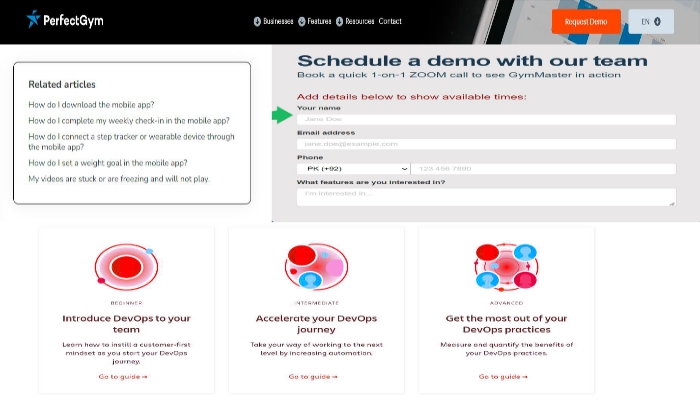 PerfectGym
Businesses Features Resources Contact
Request Demo
EN
Related articles
How do I download the mobile app?
How do I complete my weekly check-in in the mobile app?
How do I connect a step tracker or wearable device through
the mobile app?
How do I set a weight goal in the mobile app?
My videos are stuck or are freezing and will not play.
Schedule a demo with our team
Book a quick 1-on-1 ZOOM call to see GymMaster in action
Add details below to show available times:
Your name
Jane Doe
Email address
jane.doe@example.com
Phone
PK (+92) 123 456 7890
What features are you interested in?
I'm interested in...
BEGINNER
Introduce DevOps to your
team
Learn how to instill a customer-first
mindset as you start your DevOps
journey.
Go to guide →
INTERMEDIATE
Accelerate your DevOps
journey
Take your way of working to the next
level by increasing automation.
Go to guide →
ADVANCED
Get the most out of your
DevOps practices
Measure and quantify the benefits of
your DevOps practices.
Go to guide →